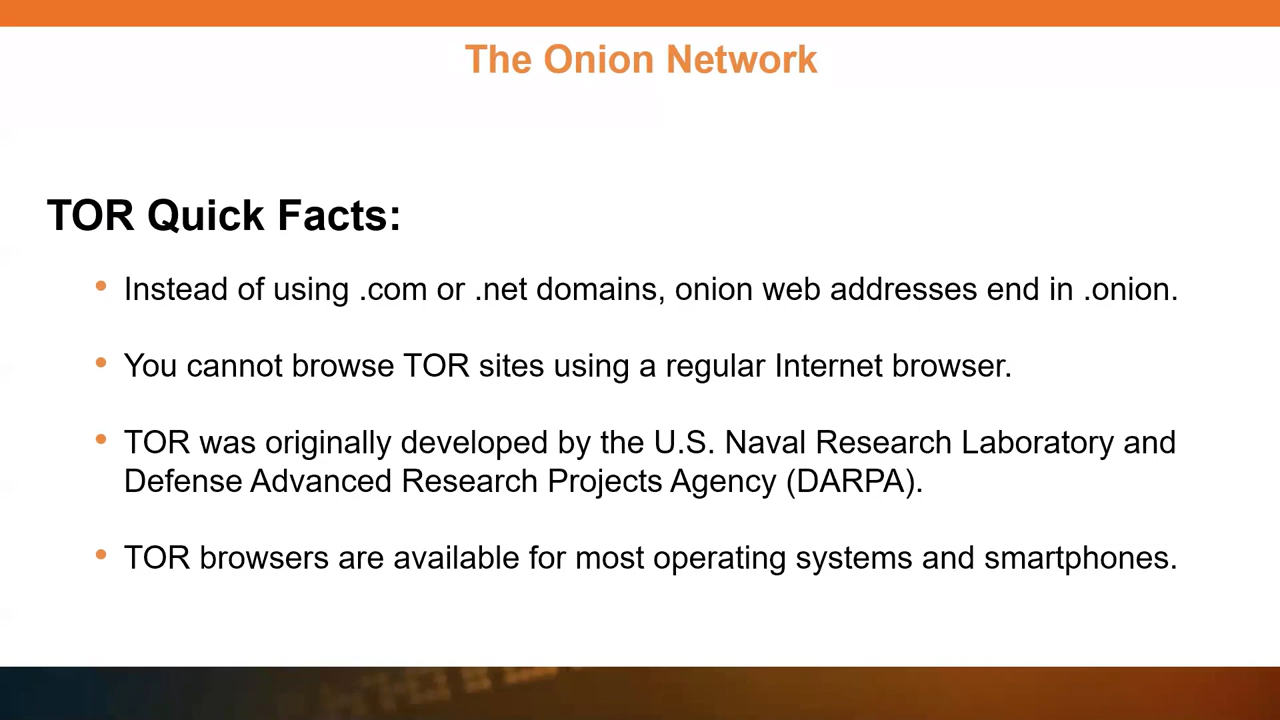 The Onion Network
TOR Quick Facts:
• Instead of using .com or .net domains, onion web addresses end in .onion.
• You cannot browse TOR sites using a regular Internet browser.
• TOR was originally developed by the U.S. Naval Research Laboratory and
Defense Advanced Research Projects Agency (DARPA).
• TOR browsers are available for most operating systems and smartphones.